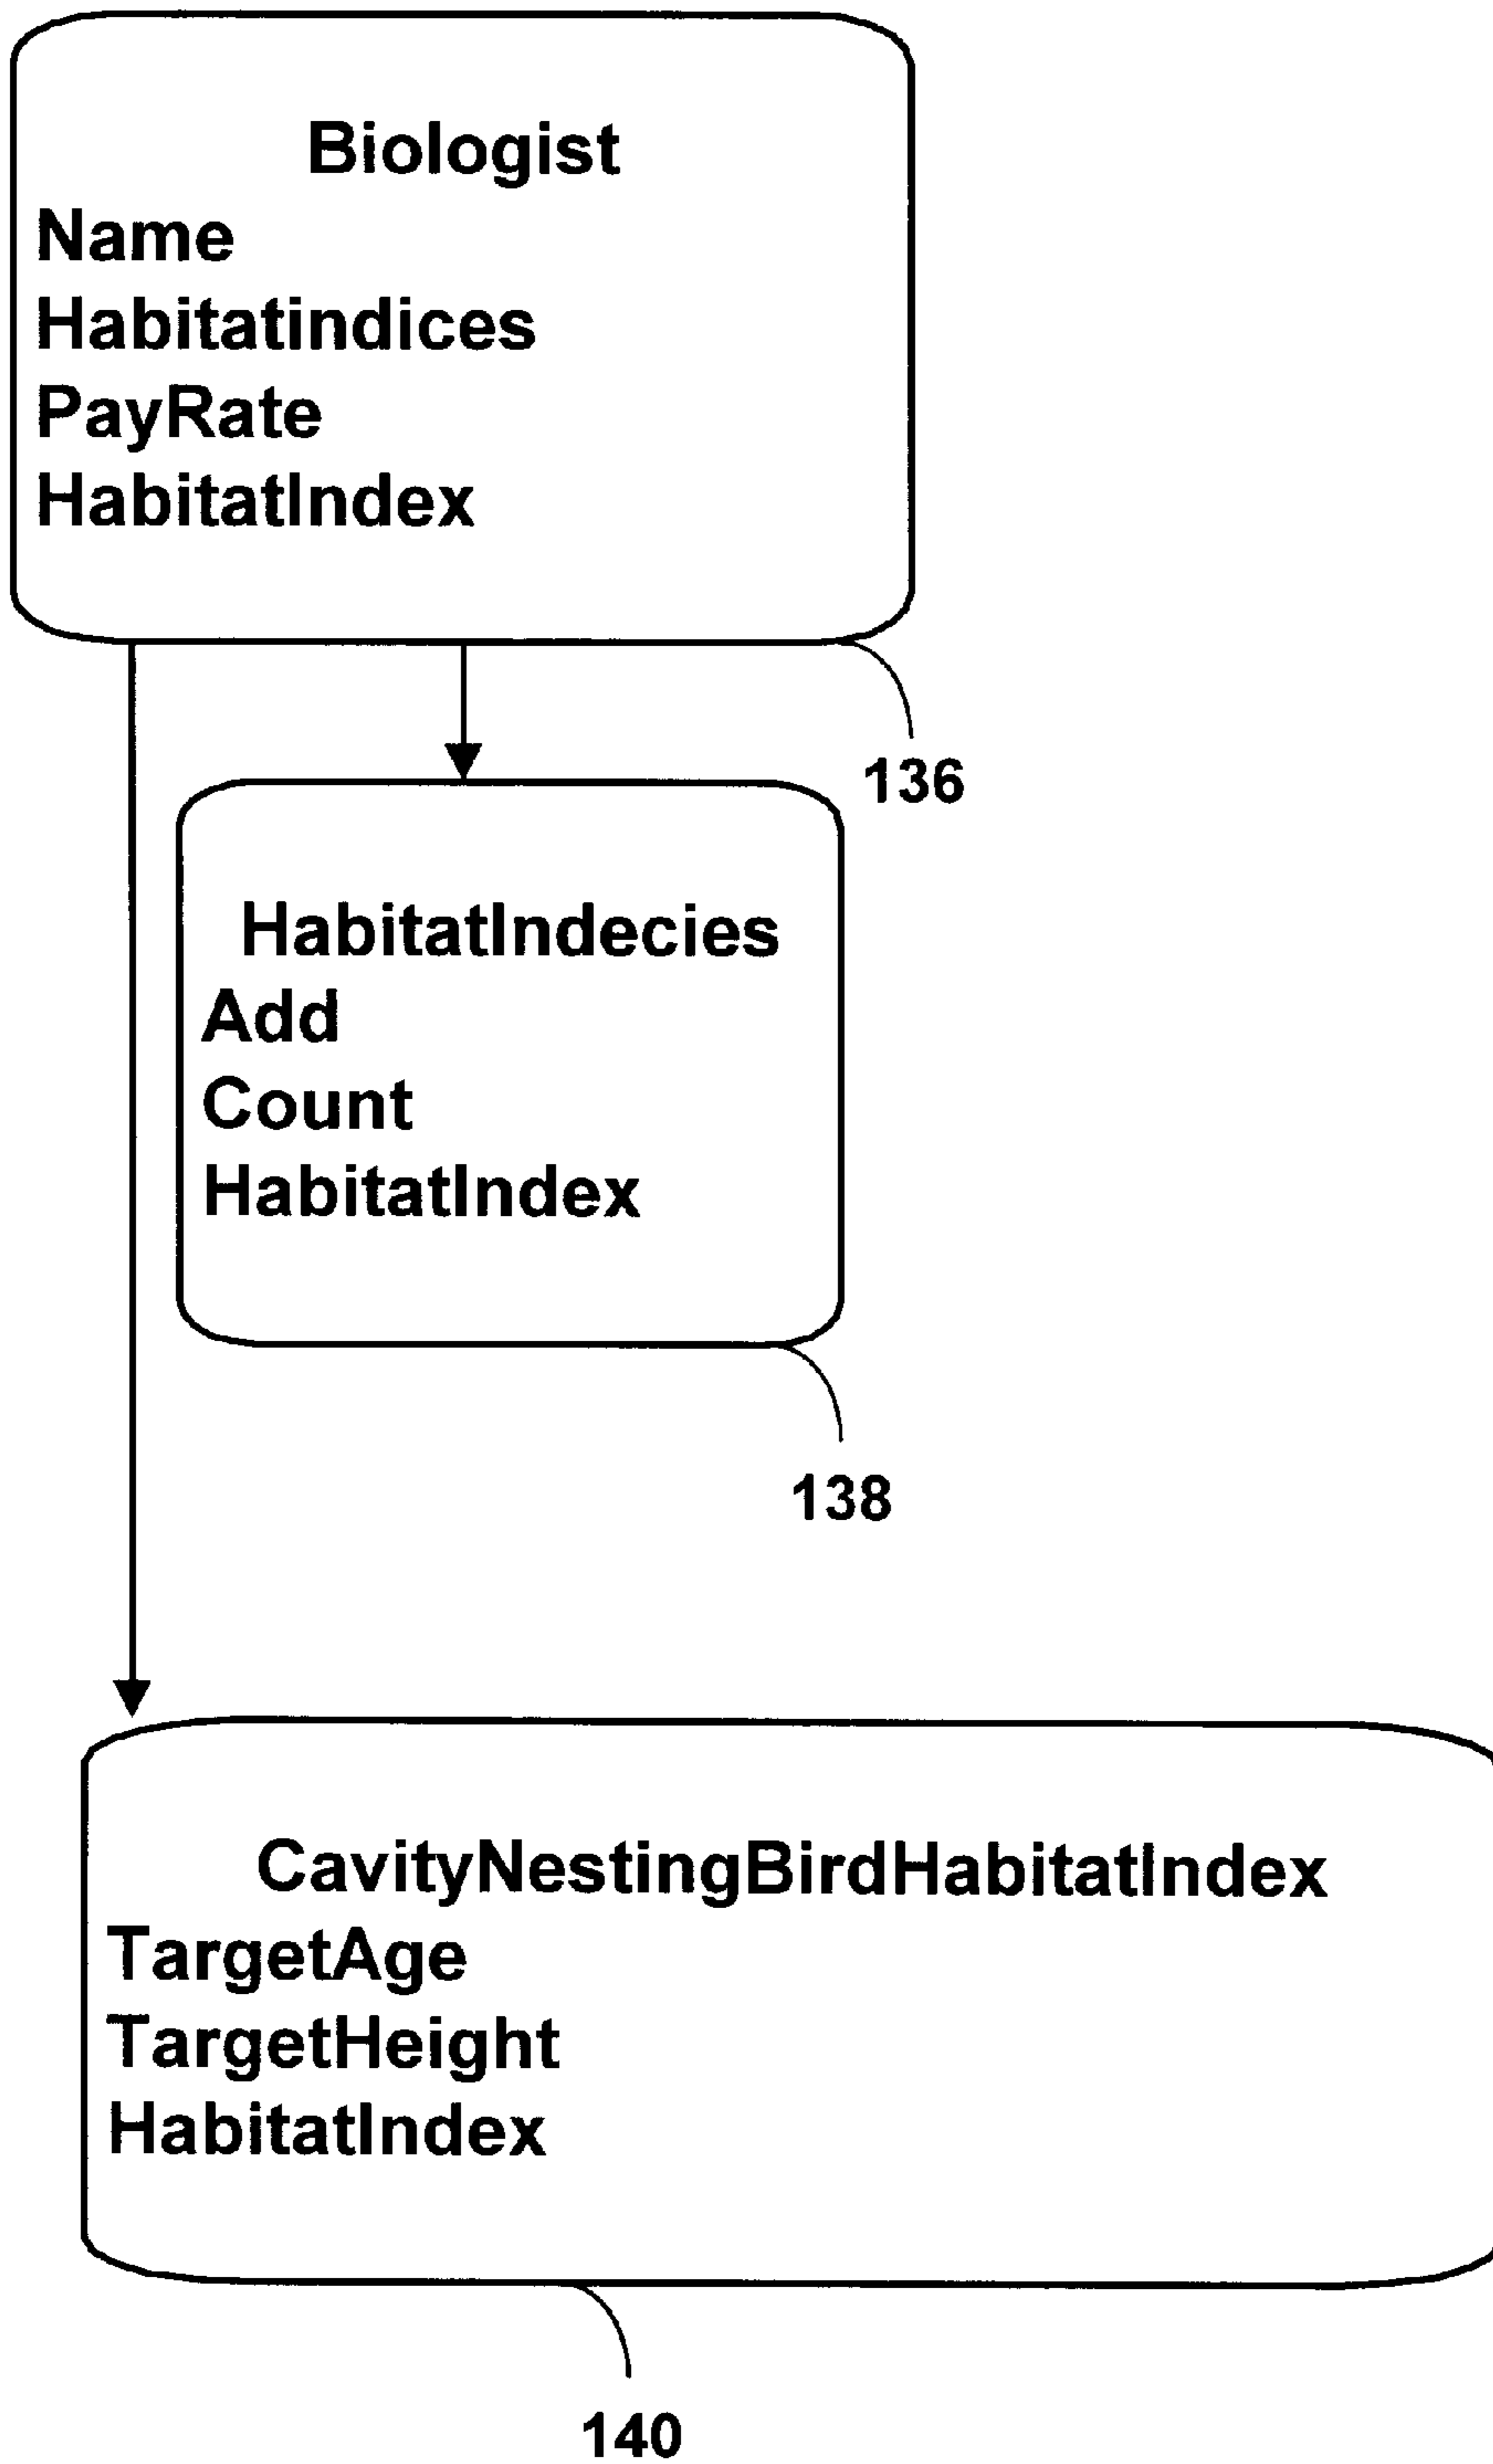 Biologist
Name
Habitatindices
PayRate
HabitatIndex
136
HabitatIndecies
Add
Count
HabitatIndex
138
CavityNestingBirdHabitatIndex
TargetAge
TargetHeight
HabitatIndex
140